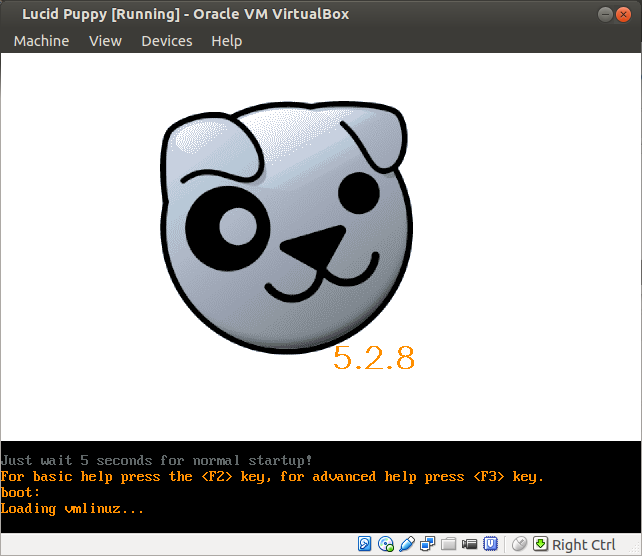 Lucid Puppy [Running] - Oracle VM VirtualBox
Machine View Devices Help
5.2.8
Just wait 5 seconds for normal startup!
For basic help press the <F2> key, for advanced help press <F3> key.
boot:
Loading vmlinuz...
Right Ctrl